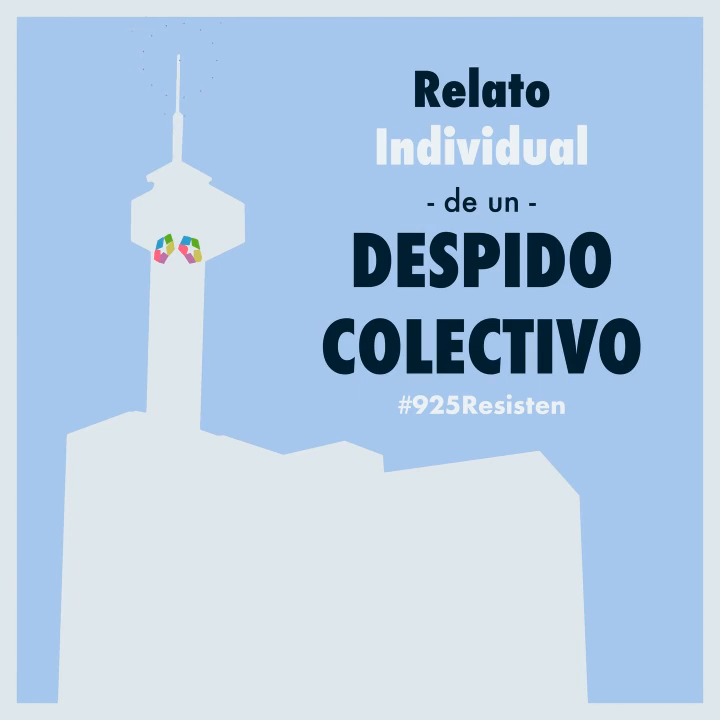 Relato
Individual
- de un -
DESPIDO
COLECTIVO
#925Resisten